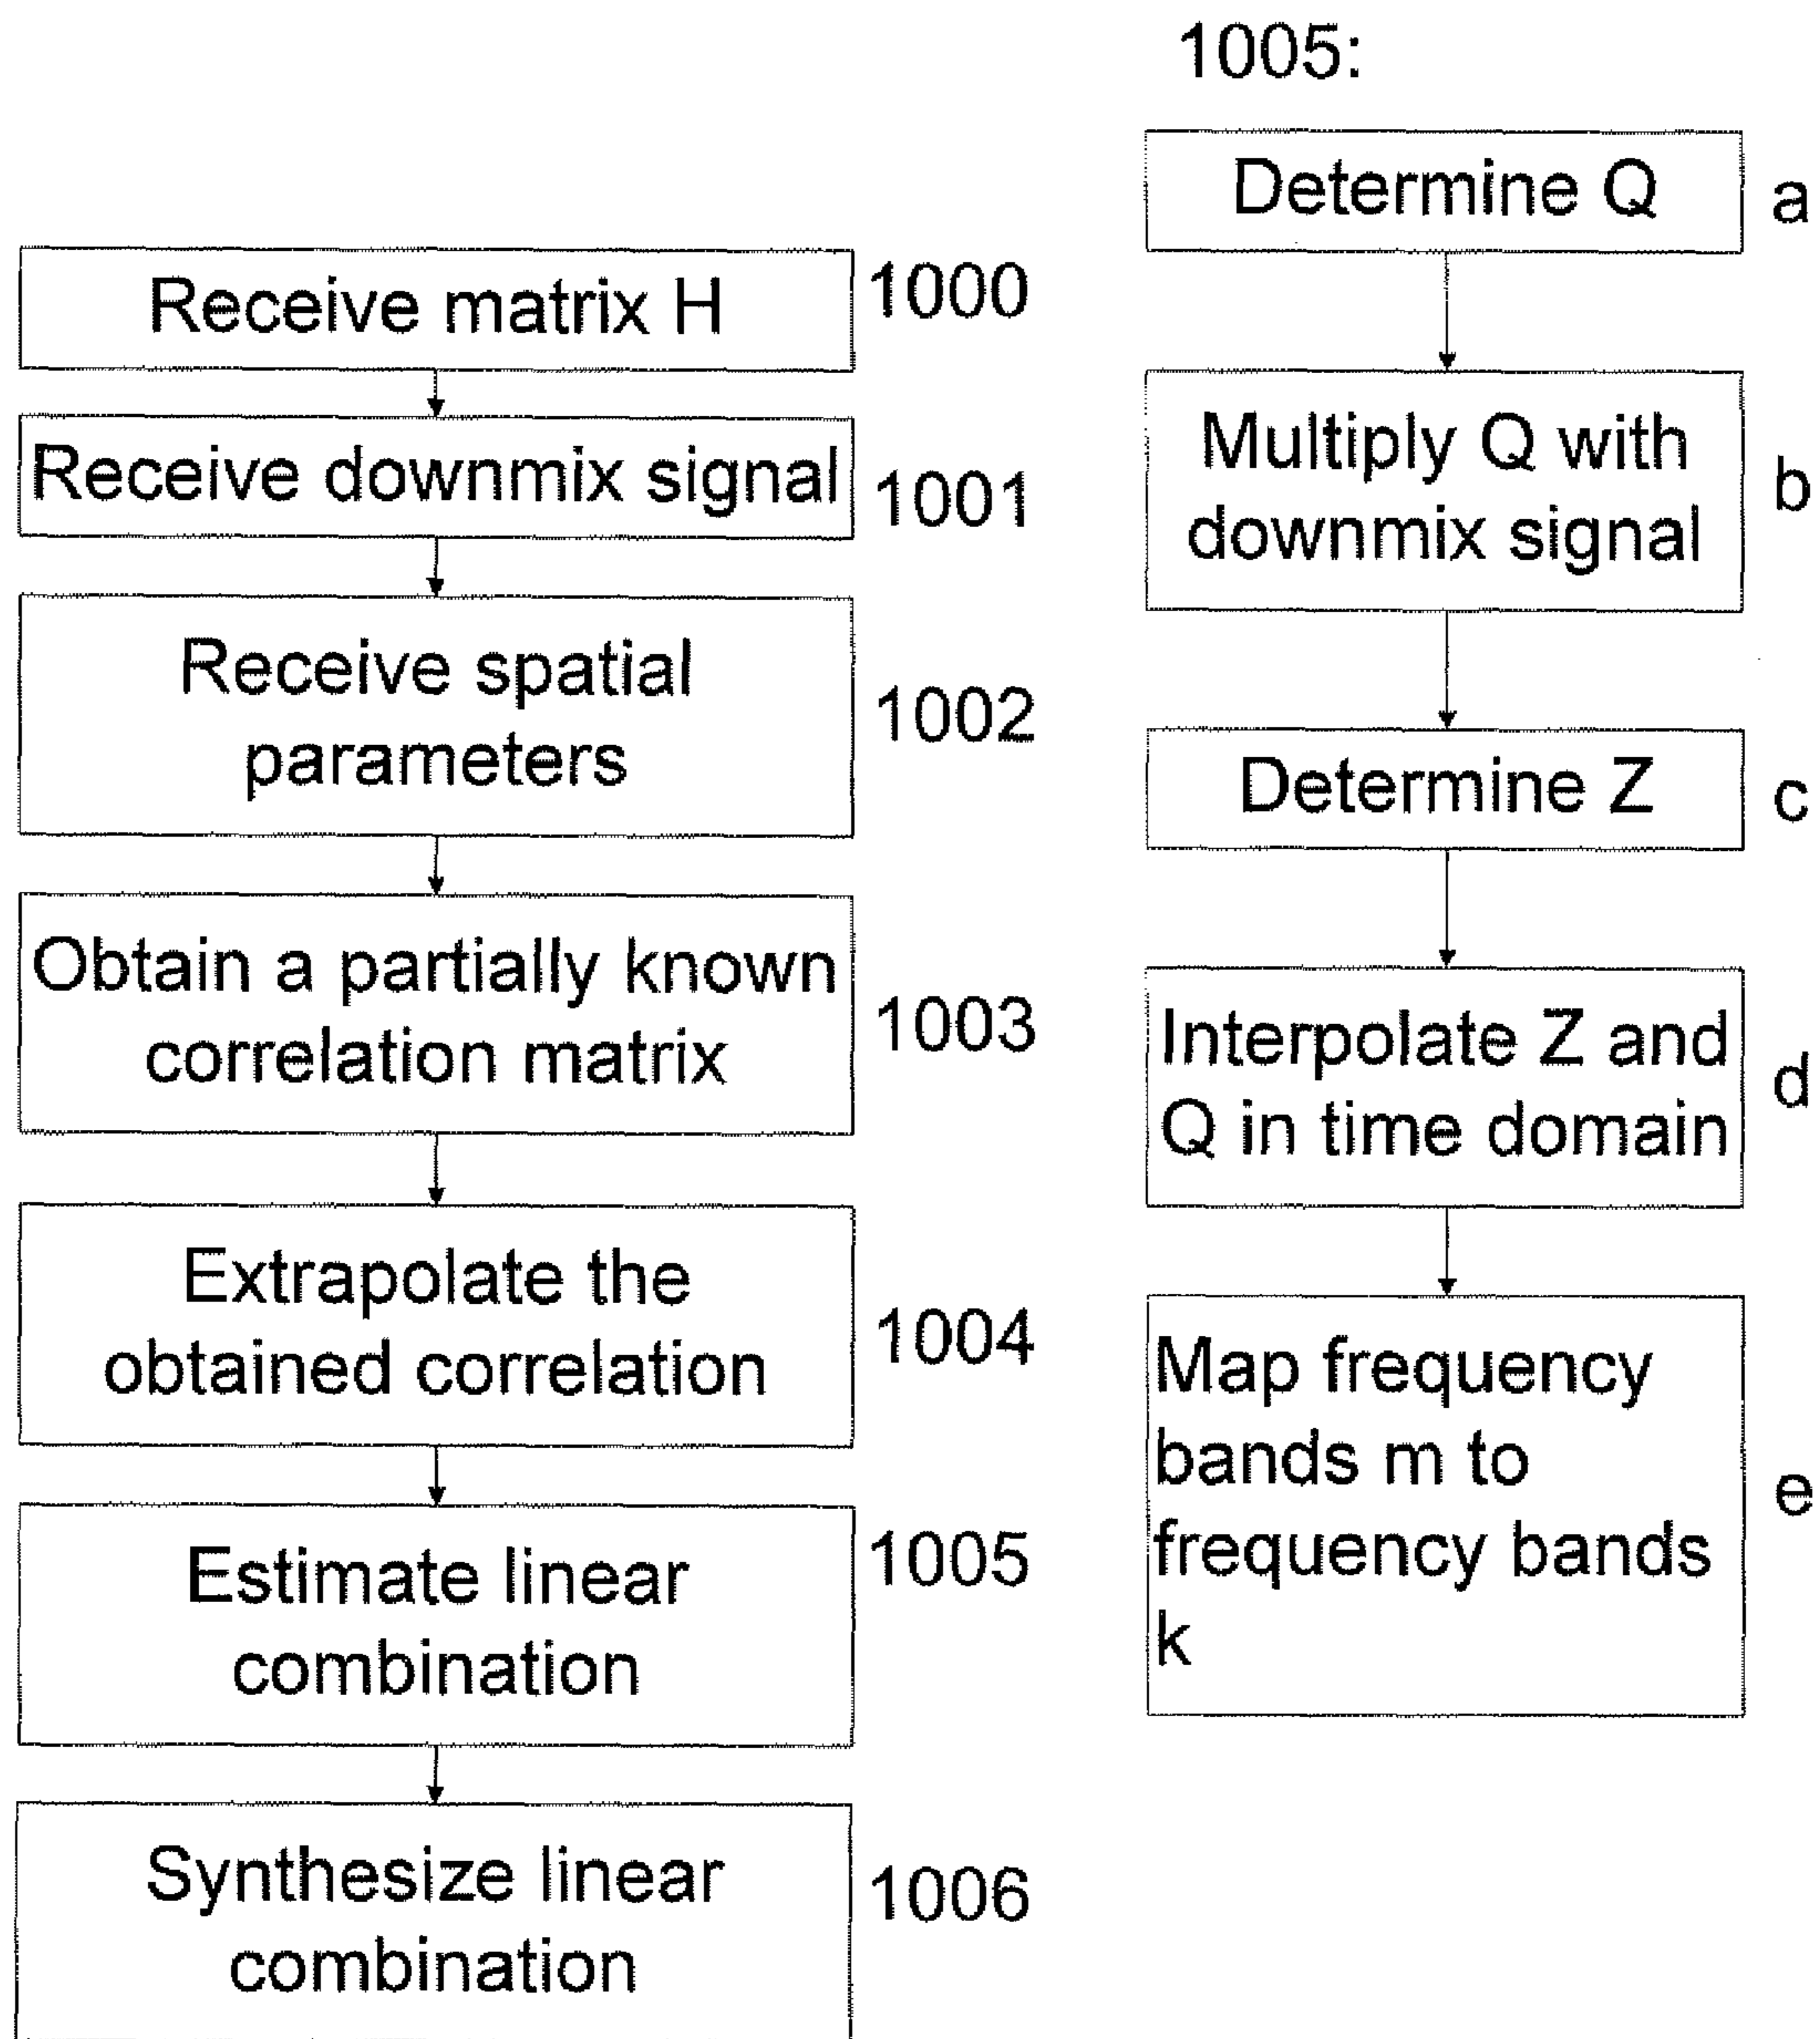 Receive matrix H
1000
Receive downmix signal
1001
Receive spatial
parameters
1002
Obtain a partially known
correlation matrix
1003
Extrapolate the
obtained correlation
1004
Estimate linear
combination
1005
Synthesize linear
combination
1006
1005:
Determine Q
a
Multiply Q with
downmix signal
b
Determine Z
c
Interpolate Z and
Q in time domain
d
Map frequency
bands m to
frequency bands
k
e